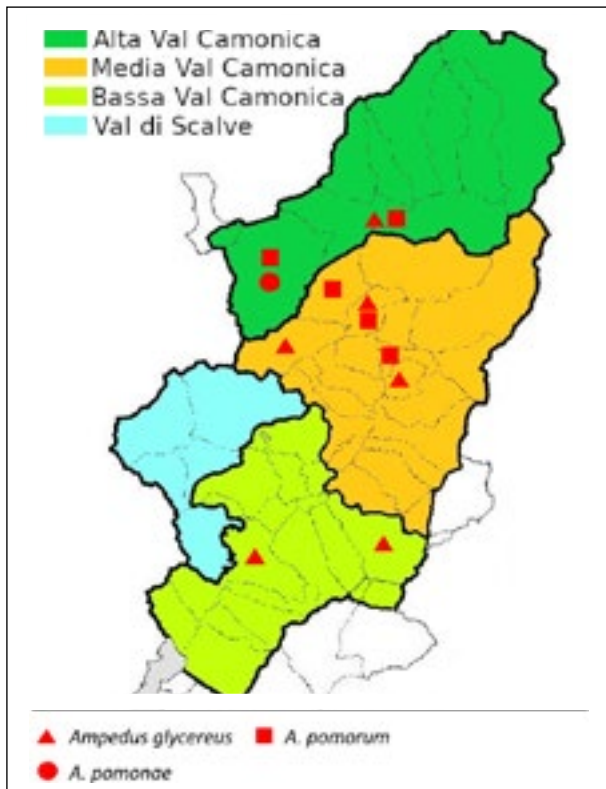 Alta Val Camonica
Media Val Camonica
Bassa Val Camonica
Val di Scalve
Ampedus glycereus A. pomorum
A. pomonae